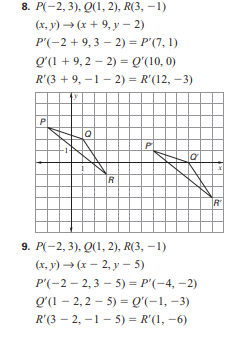 8. P(−2, 3), Q(1, 2), R(3, −1)
(x, y) → (x + 9, y − 2)
P′(−2 + 9, 3 − 2) = P′(7, 1)
Q′(1 + 9, 2 − 2) = Q′(10, 0)
R′(3 + 9, −1 − 2) = R′(12, −3)
y
P
Q
P′
1
Q′
1
x
R
R′
9. P(−2, 3), Q(1, 2), R(3, −1)
(x, y) → (x − 2, y − 5)
P′(−2 − 2, 3 − 5) = P′(−4, −2)
Q′(1 − 2, 2 − 5) = Q′(−1, −3)
R′(3 − 2, −1 − 5) = R′(1, −6)